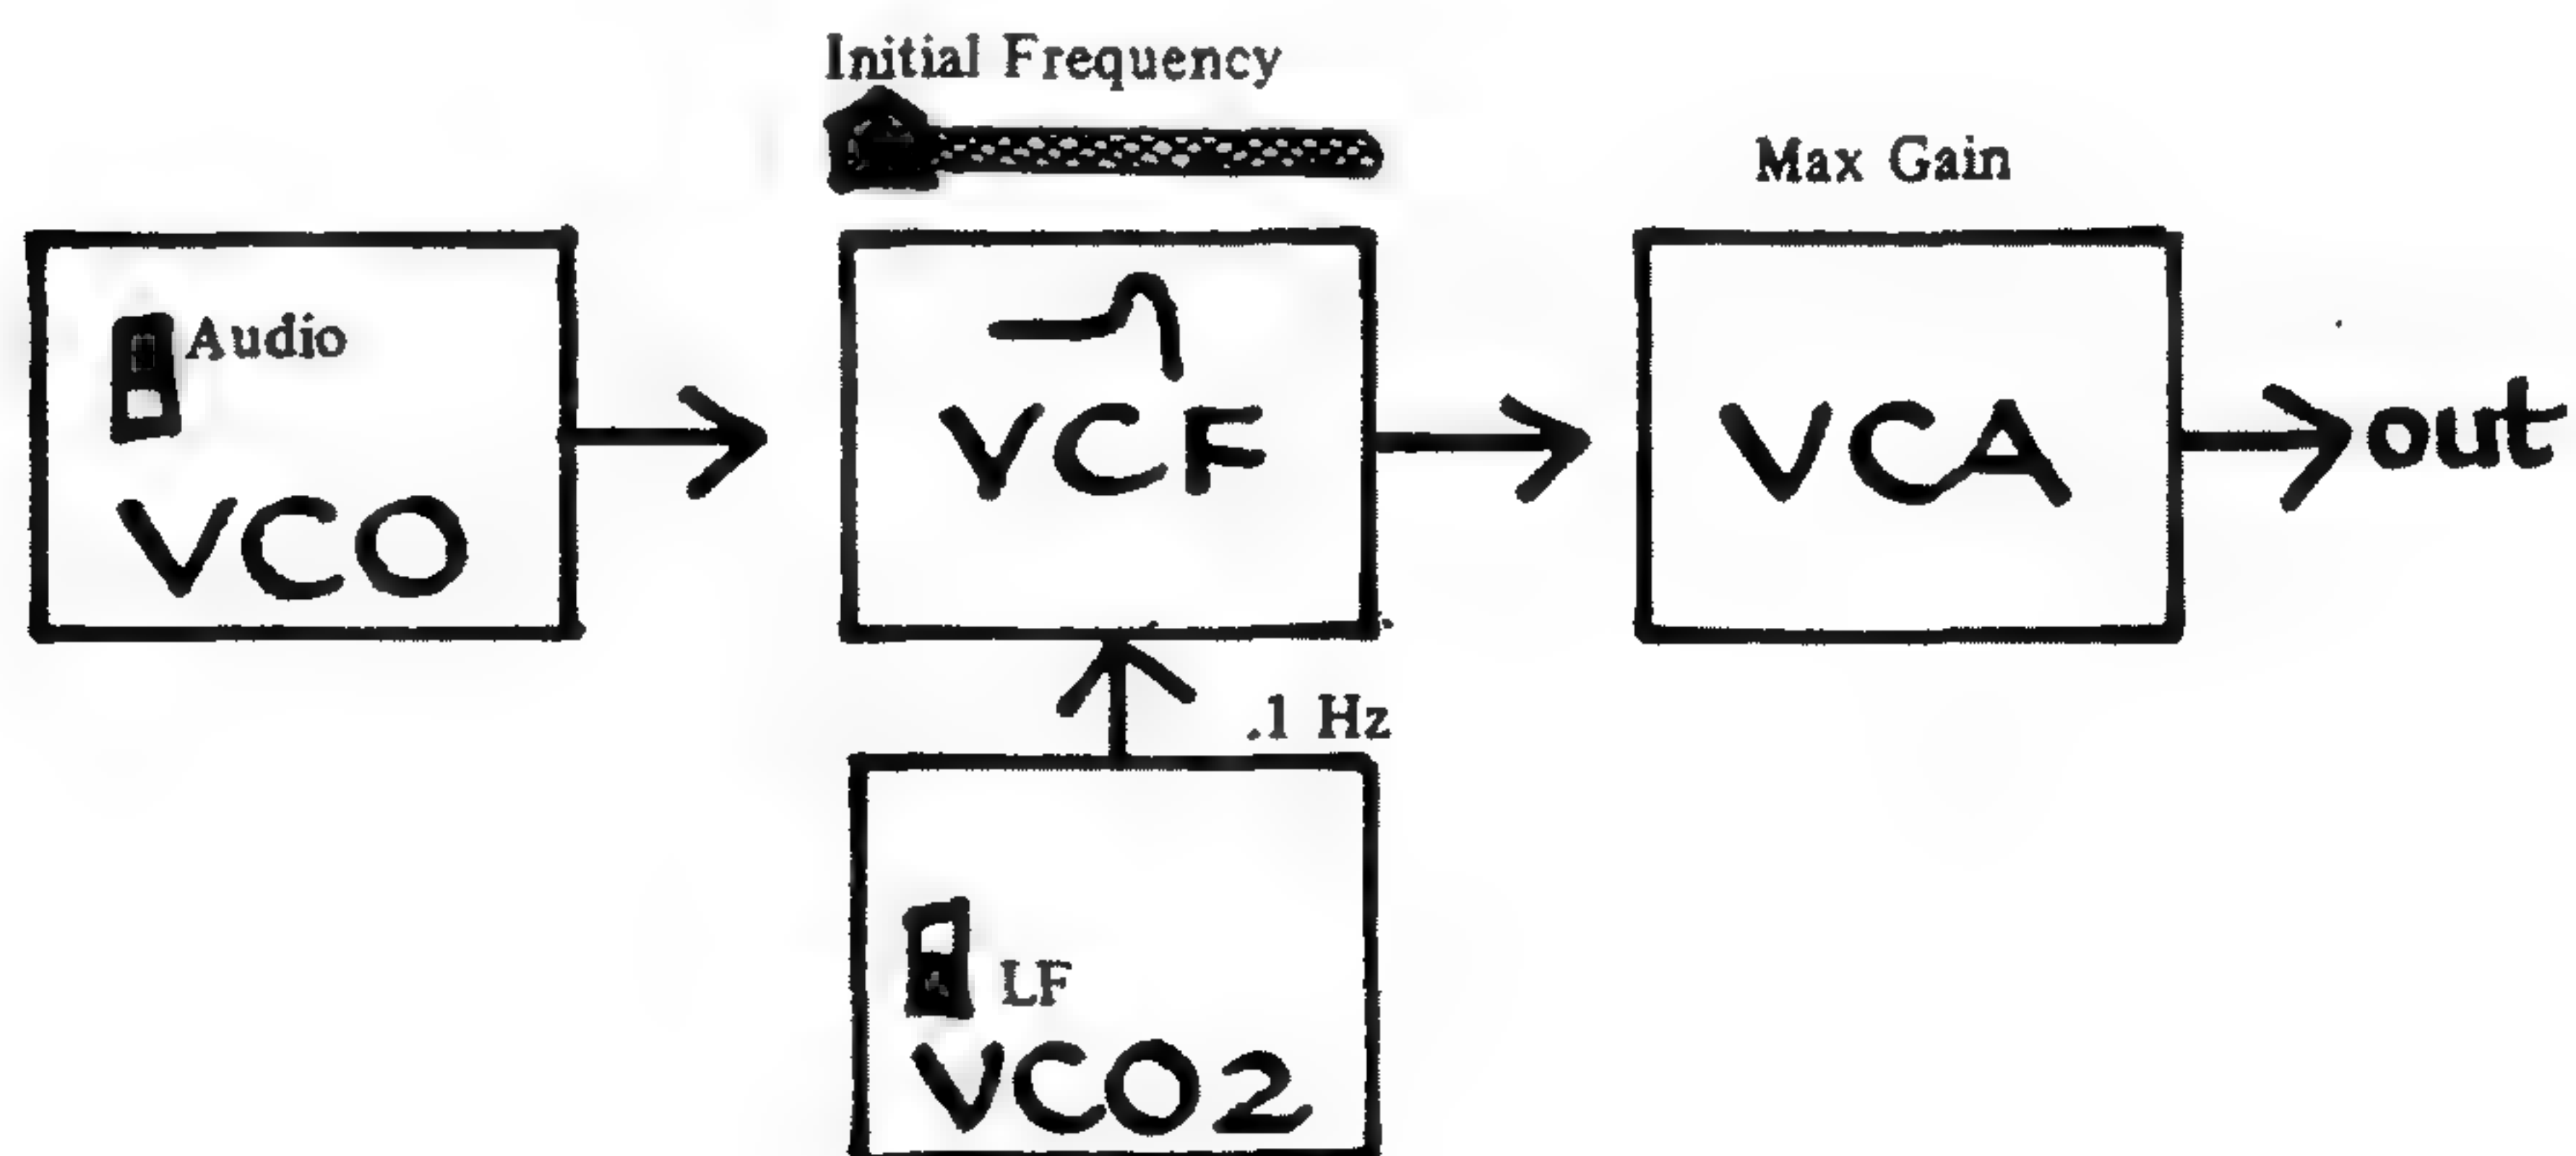 Initial Frequency
Max Gain
Audio
VCO
VCF
VCA
out
.1 Hz
LF
VCO2